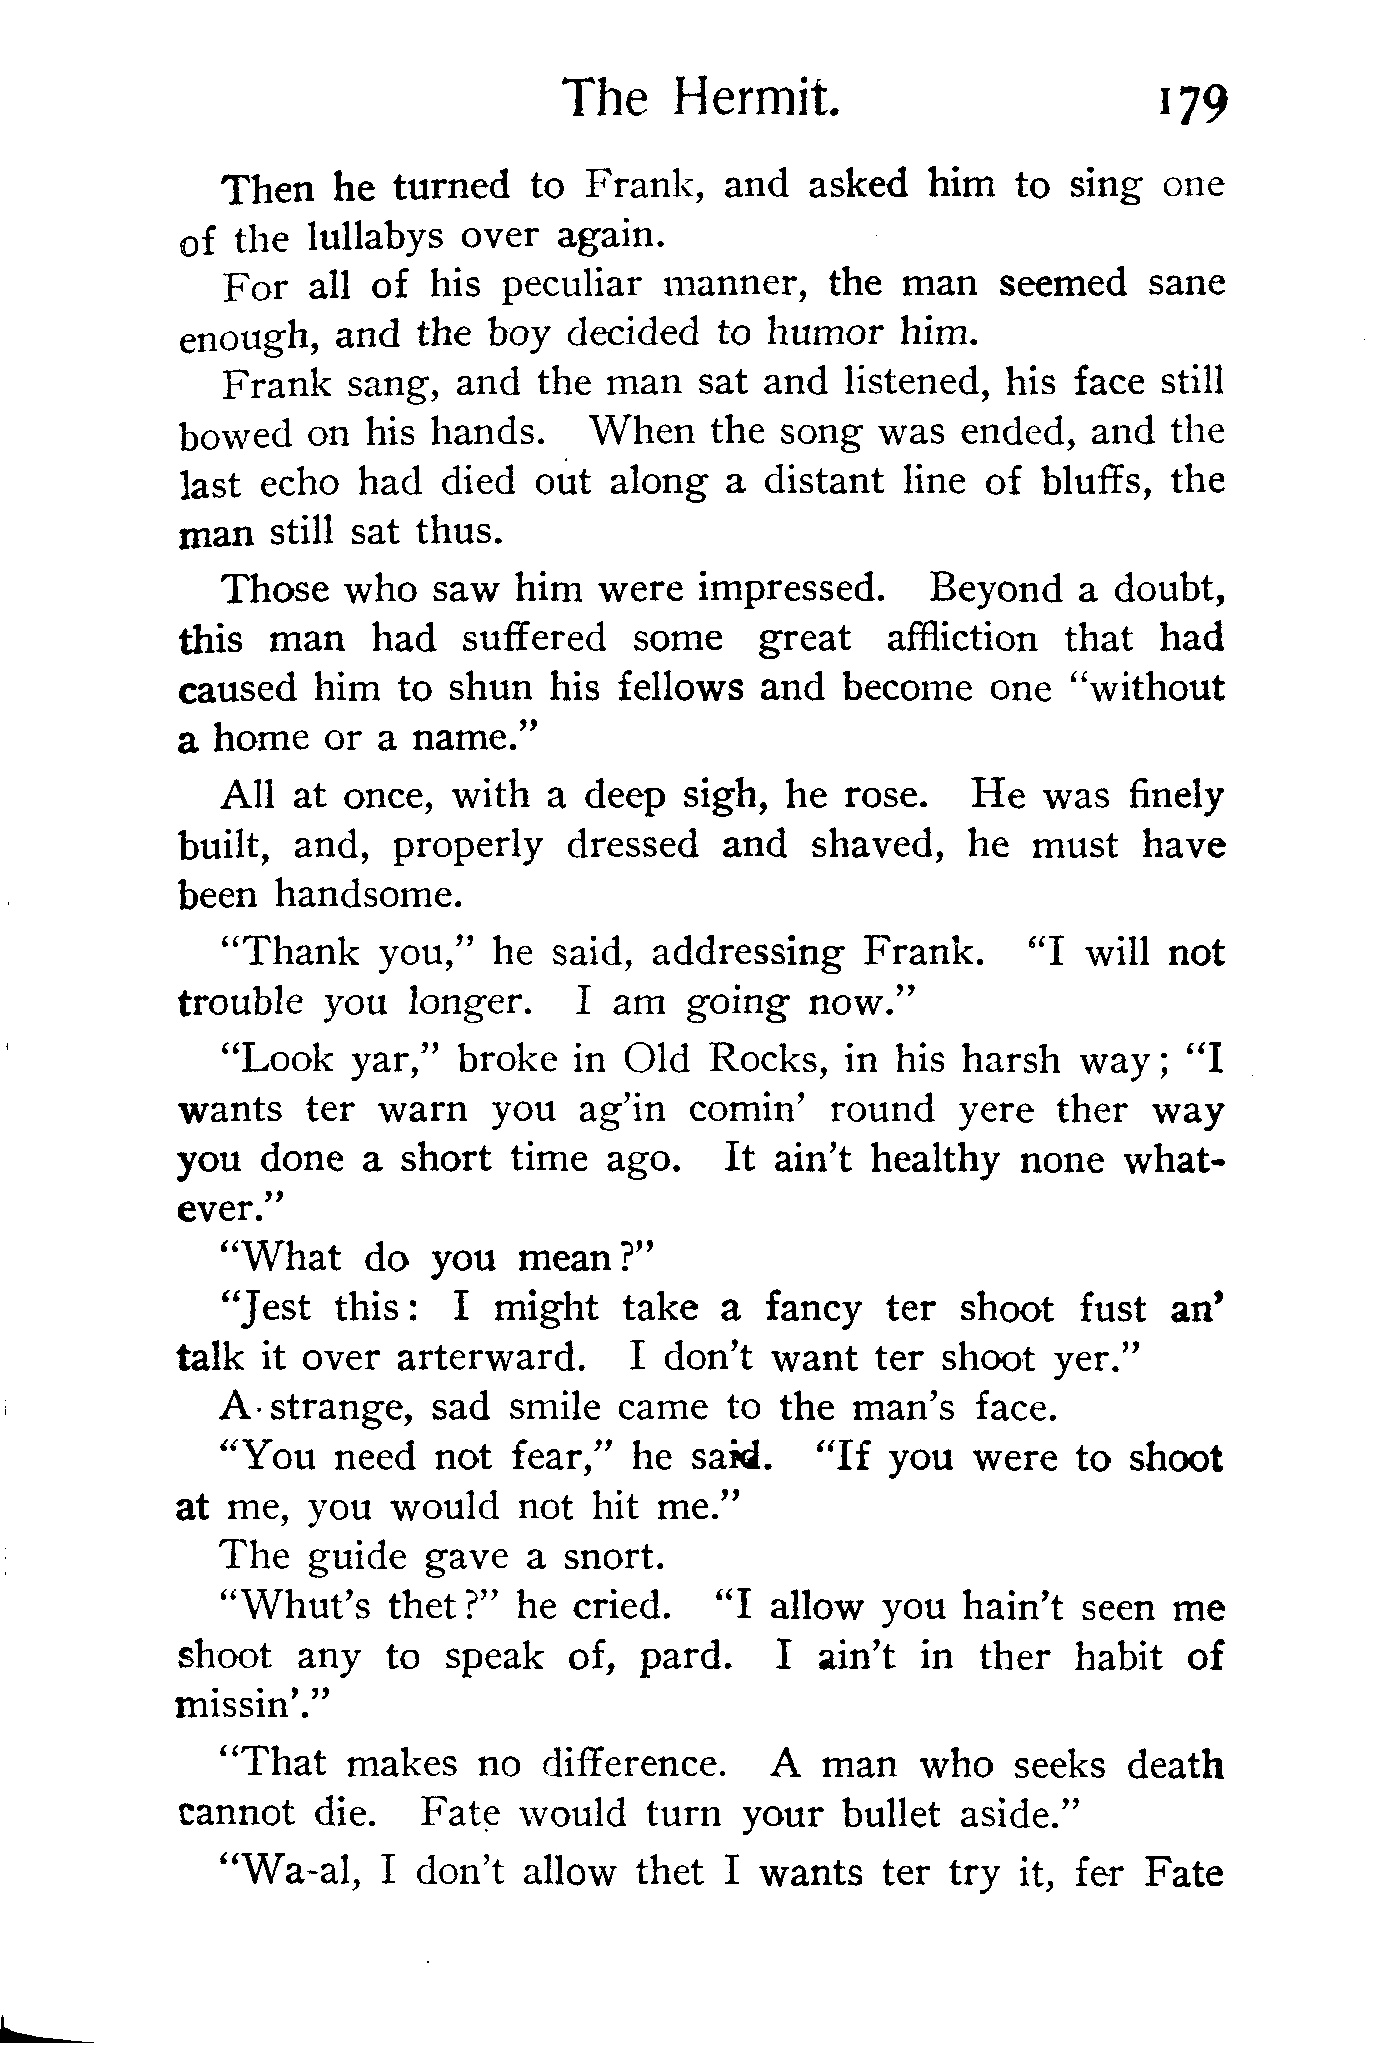 The Hermit. 179
Then he turned to Frank, and asked him to sing one
of the lullabys over again.
For all of his peculiar manner, the man seemed sane
enough, and the boy decided to humor him.
Frank sang, and the man sat and listened, his face still
bowed on his hands. When the song was ended, and the
last echo had died out along a distant line of bluffs, the
man still sat thus.
Those who saw him were impressed. Beyond a doubt,
this man had suffered some great affliction that had
caused him to shun his fellows and become one “without
a home or a name.”
All at once, with a deep sigh, he rose. He was finely
built, and, properly dressed and shaved, he must have
been handsome.
“Thank you,” he said, addressing Frank. “I will not
trouble you longer. I am going now.”
“Look yar,” broke in Old Rocks, in his harsh way; “I
wants ter warn you ag’in comin’ round yere ther way
you done a short time ago. It ain’t healthy none what-
ever.”
“What do you mean?”
“Jest this: I might take a fancy ter shoot fust an’
talk it over arterward. I don’t want ter shoot yer.”
A strange, sad smile came to the man’s face.
“You need not fear,” he said. “If you were to shoot
at me, you would not hit me.”
The guide gave a snort.
“Whut’s thet?” he cried. “I allow you hain’t seen me
shoot any to speak of, pard. I ain’t in ther habit of
missin’.”
“That makes no difference. A man who seeks death
cannot die. Fate would turn your bullet aside.”
“Wa-al, I don’t allow thet I wants ter try it, fer Fate